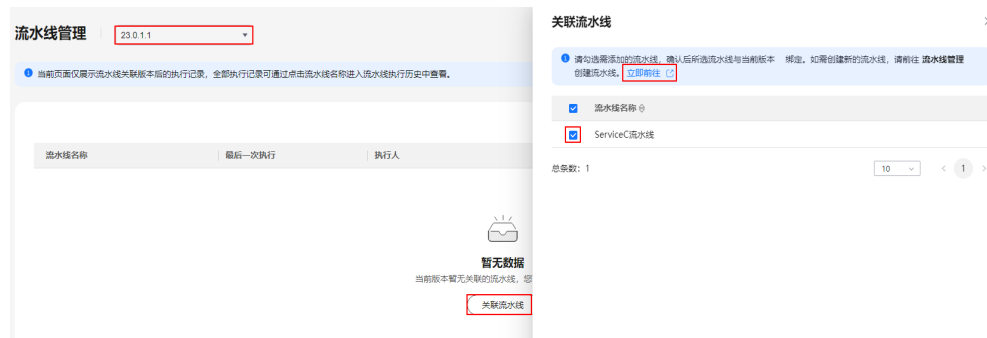 流水线管理
23.0.1.1
当前页面仅展示流水线关联版本后的执行记录，全部执行记录可通过点击流水线名称进入流水线执行历史中查看。
流水线名称
最后一次执行
执行人
暂无数据
当前版本暂无关联的流水线，您
关联流水线
关联流水线
请勾选需添加的流水线，确认后所选流水线与当前版本 绑定。如需创建新的流水线，请前往 流水线管理
创建流水线。 立即前往
流水线名称
ServiceC流水线
总条数：1
10
1